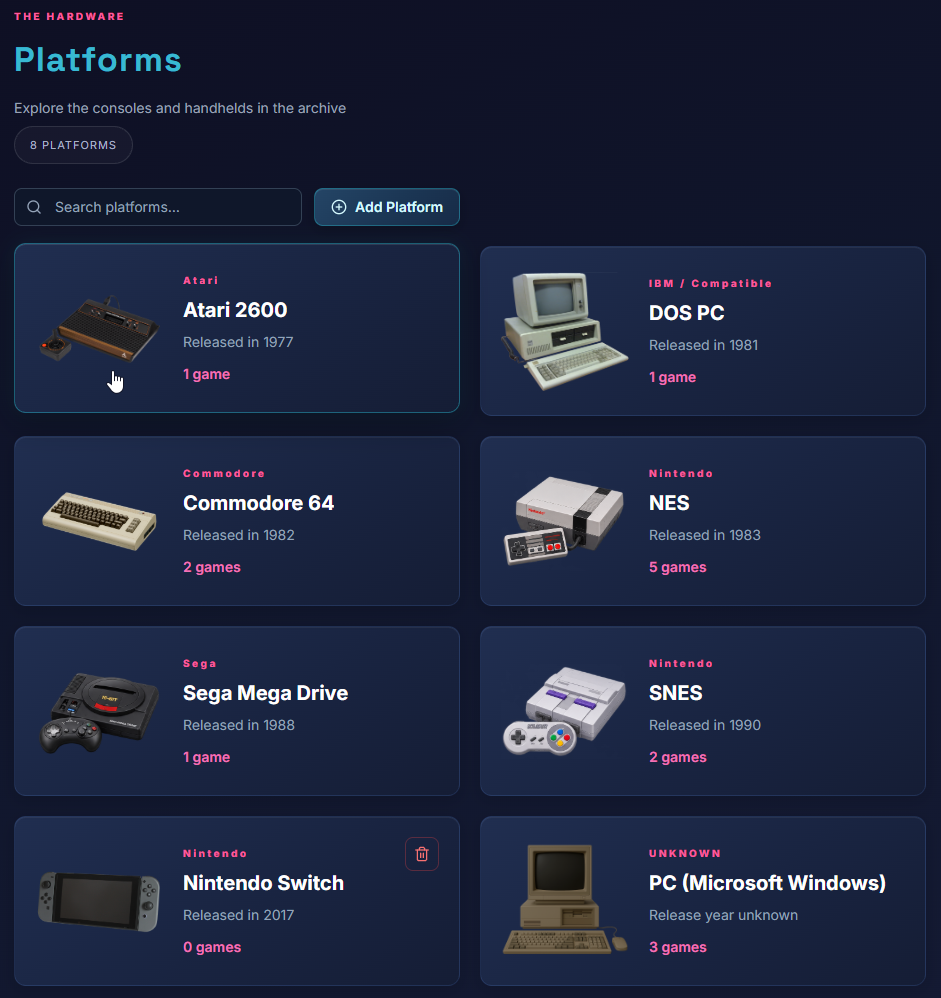 THE HARDWARE
Platforms
Explore the consoles and handhelds in the archive
8 PLATFORMS
Search platforms...
Add Platform
Atari
Atari 2600
Released in 1977
1 game
IBM / Compatible
DOS PC
Released in 1981
1 game
Commodore
Commodore 64
Released in 1982
2 games
Nintendo
NES
Released in 1983
5 games
Sega
Sega Mega Drive
Released in 1988
1 game
Nintendo
SNES
Released in 1990
2 games
Nintendo
Nintendo Switch
Released in 2017
0 games
UNKNOWN
PC (Microsoft Windows)
Release year unknown
3 games